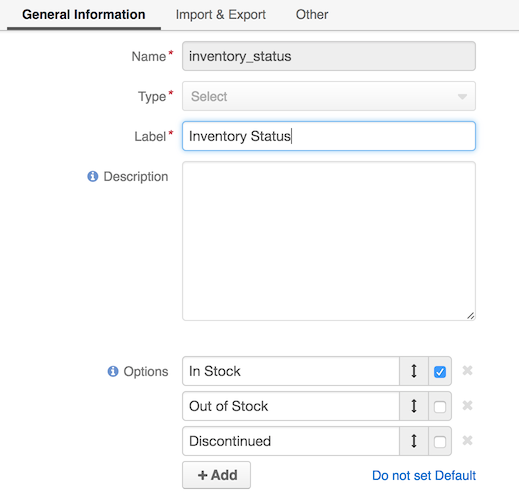 General Information Import & Export Other
Name* inventory_status
Type* Select
Label* Inventory Status
Description
Options In Stock
Out of Stock
Discontinued
+ Add Do not set Default